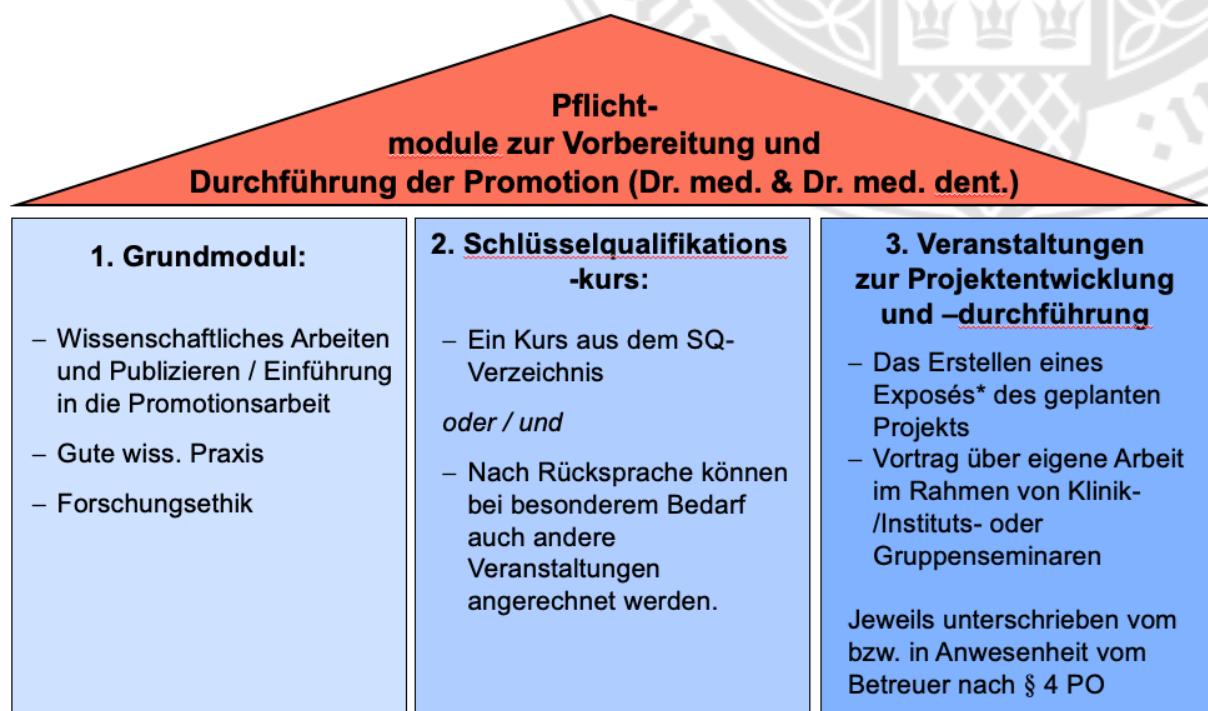 Pflicht-
module zur Vorbereitung und
Durchführung der Promotion (Dr. med. & Dr. med. dent.)
1. Grundmodul:
– Wissenschaftliches Arbeiten
und Publizieren / Einführung
in die Promotionsarbeit
– Gute wiss. Praxis
– Forschungsethik
2. Schlüsselqualifikations
-kurs:
– Ein Kurs aus dem SQ-
Verzeichnis
oder / und
– Nach Rücksprache können
bei besonderem Bedarf
auch andere
Veranstaltungen
angerechnet werden.
3. Veranstaltungen
zur Projektentwicklung
und –durchführung
– Das Erstellen eines
Exposés* des geplanten
Projekts
– Vortrag über eigene Arbeit
im Rahmen von Klinik-
/Instituts- oder
Gruppenseminaren
Jeweils unterschrieben vom
bzw. in Anwesenheit vom
Betreuer nach § 4 PO